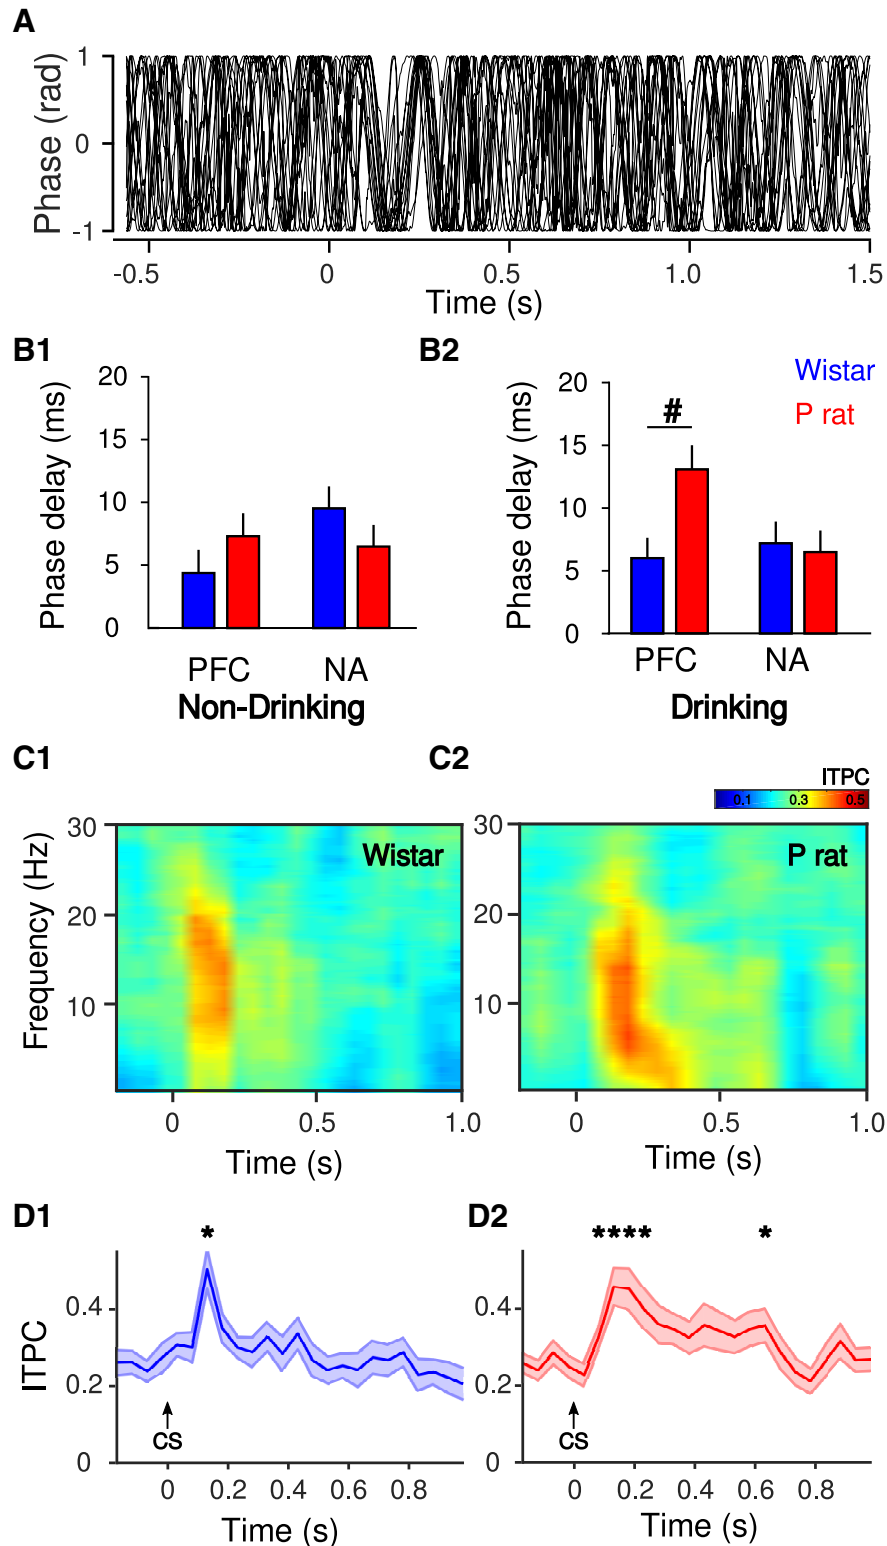 A
Phase (rad)
1
0
-1
-0.5 0 0.5 1.0 1.5
Time (s)
B1
Phase delay (ms)
20
15
10
5
0
PFC NA
Non-Drinking
B2
Wistar
P rat
Phase delay (ms)
20
15
10
5
0
#
PFC NA
Drinking
C1
Frequency (Hz)
30
20
10
Wistar
0 0.5 1.0
Time (s)
C2
ITPC
0.1 0.3 0.5
30
20
10
P rat
0 0.5 1.0
Time (s)
D1
*
ITPC
0.4
0.2
0
CS
0 0.2 0.4 0.6 0.8
Time (s)
D2
**** *
0.4
0.2
0
CS
0 0.2 0.4 0.6 0.8
Time (s)